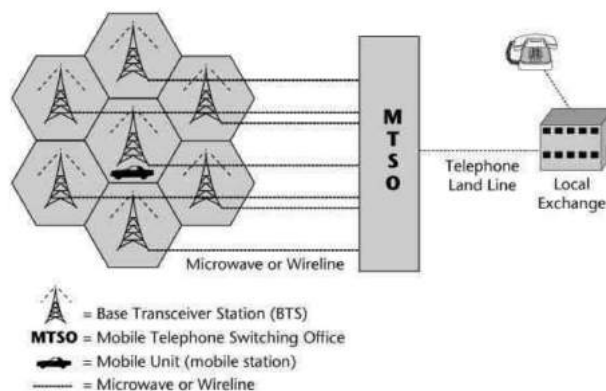 M
T
S
O
Telephone
Land Line
Local
Exchange
Microwave or Wireline
= Base Transceiver Station (BTS)
MTSO = Mobile Telephone Switching Office
= Mobile Unit (mobile station)
= Microwave or Wireline